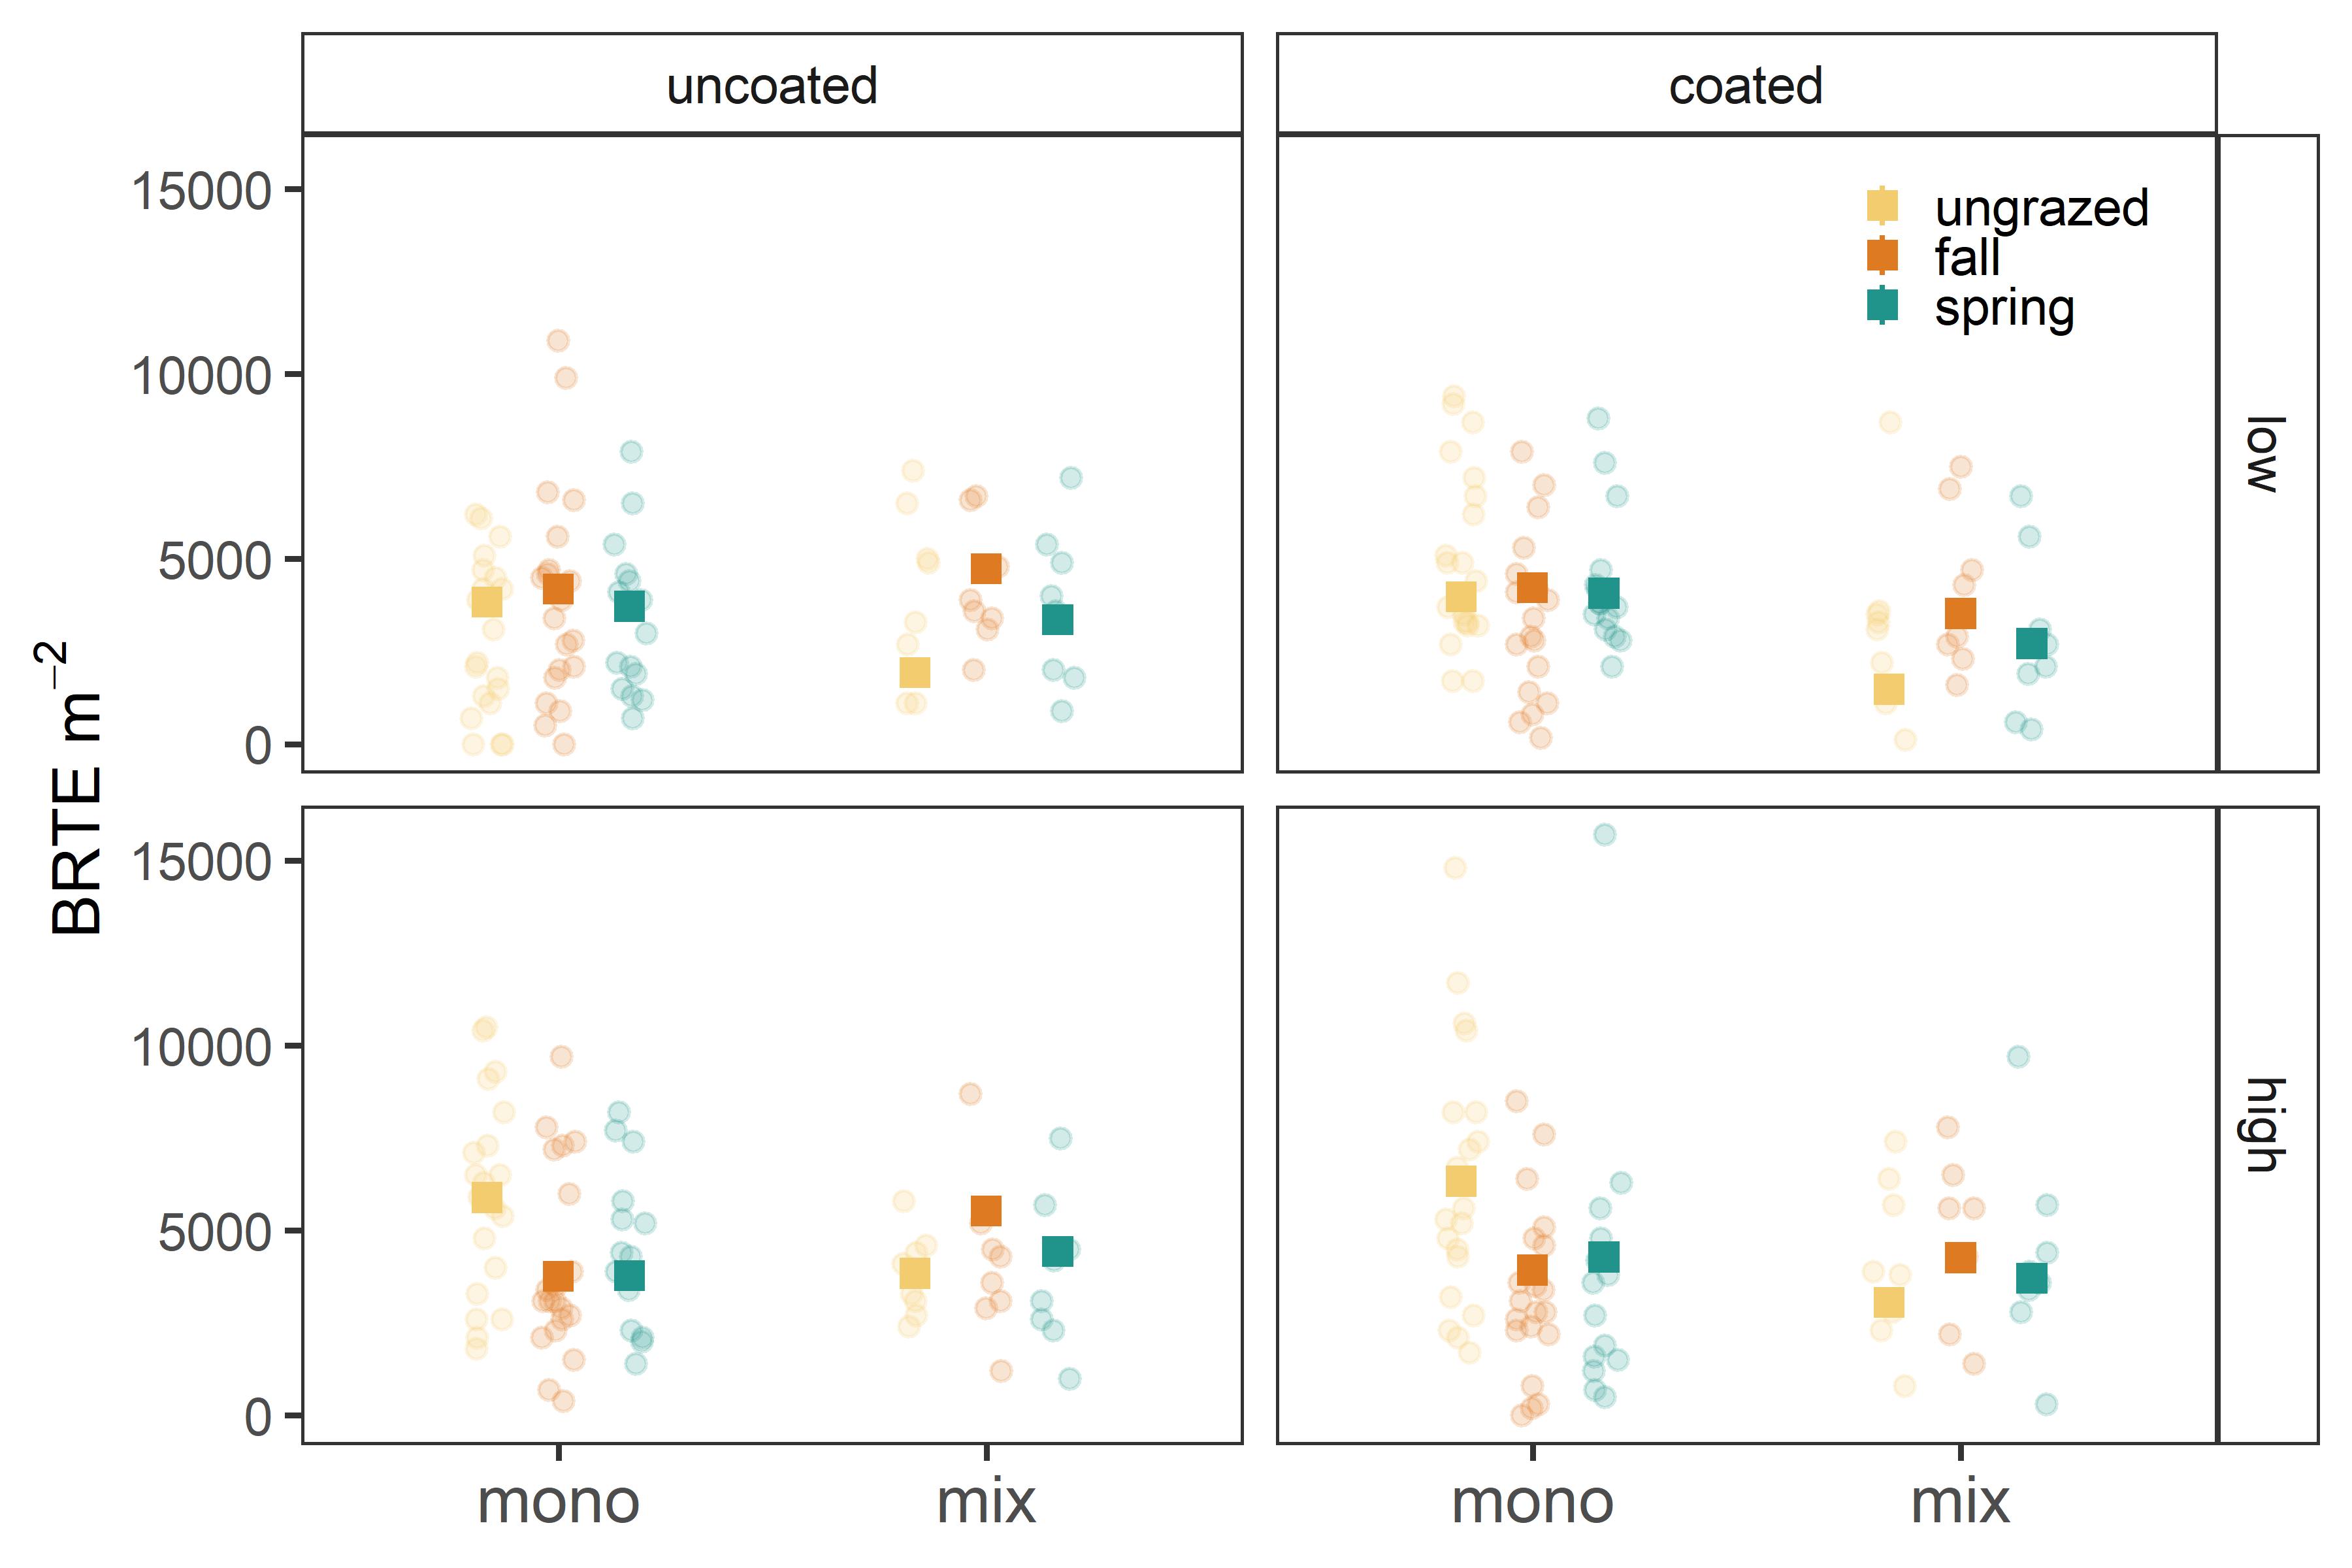 uncoated
coated
15000
10000
5000
0
ungrazed
fall
spring
low
BRTE m⁻²
15000
10000
5000
0
high
mono
mix
mono
mix